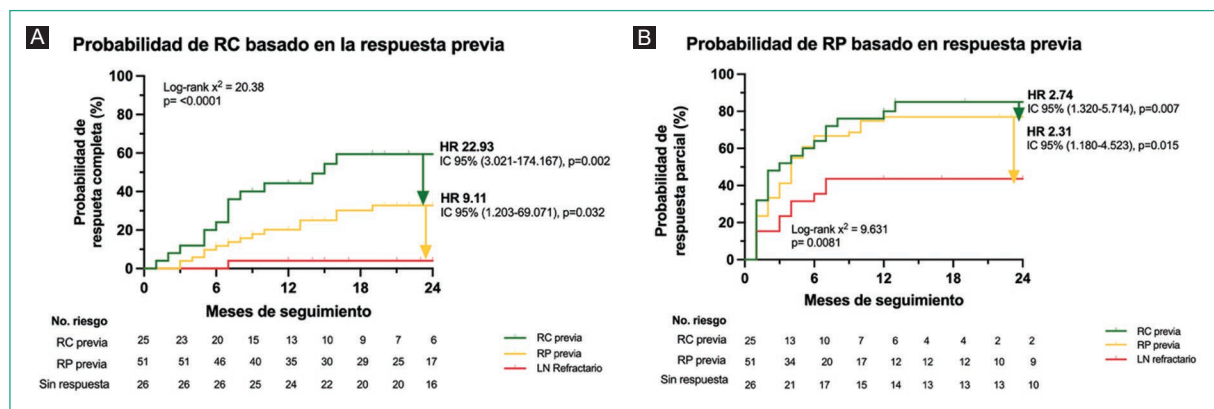 A
Probabilidad de RC basado en la respuesta previa
Log-rank x² = 20.38
p= <0.0001
Probabilidad de
respueta completa (%)
100
80
60
40
20
0
HR 22.93
IC 95% (3.021-174.167), p=0.002
HR 9.11
IC 95% (1.203-69.071), p=0.032
0 6 12 18 24
Meses de seguimiento
No. riesgo
RC previa 25 23 20 15 13 10 9 7 6
RP previa 51 51 46 40 35 30 29 25 17
Sin respuesta 26 26 26 25 24 22 20 20 16
RC previa
RP previa
LN Refractario
B
Probabilidad de RP basado en respuesta previa
Probabilidad de
respuesta parcial (%)
100
80
60
40
20
0
HR 2.74
IC 95% (1.320-5.714), p=0.007
HR 2.31
IC 95% (1.180-4.523), p=0.015
Log-rank x² = 9.631
p= 0.0081
0 6 12 18 24
Meses de seguimiento
No. riesgo
RC previa 25 13 10 7 6 4 4 2 2
RP previa 51 34 20 17 12 12 12 10 9
Sin respuesta 26 21 17 15 14 13 13 13 10
RC previa
RP previa
LN Refractario